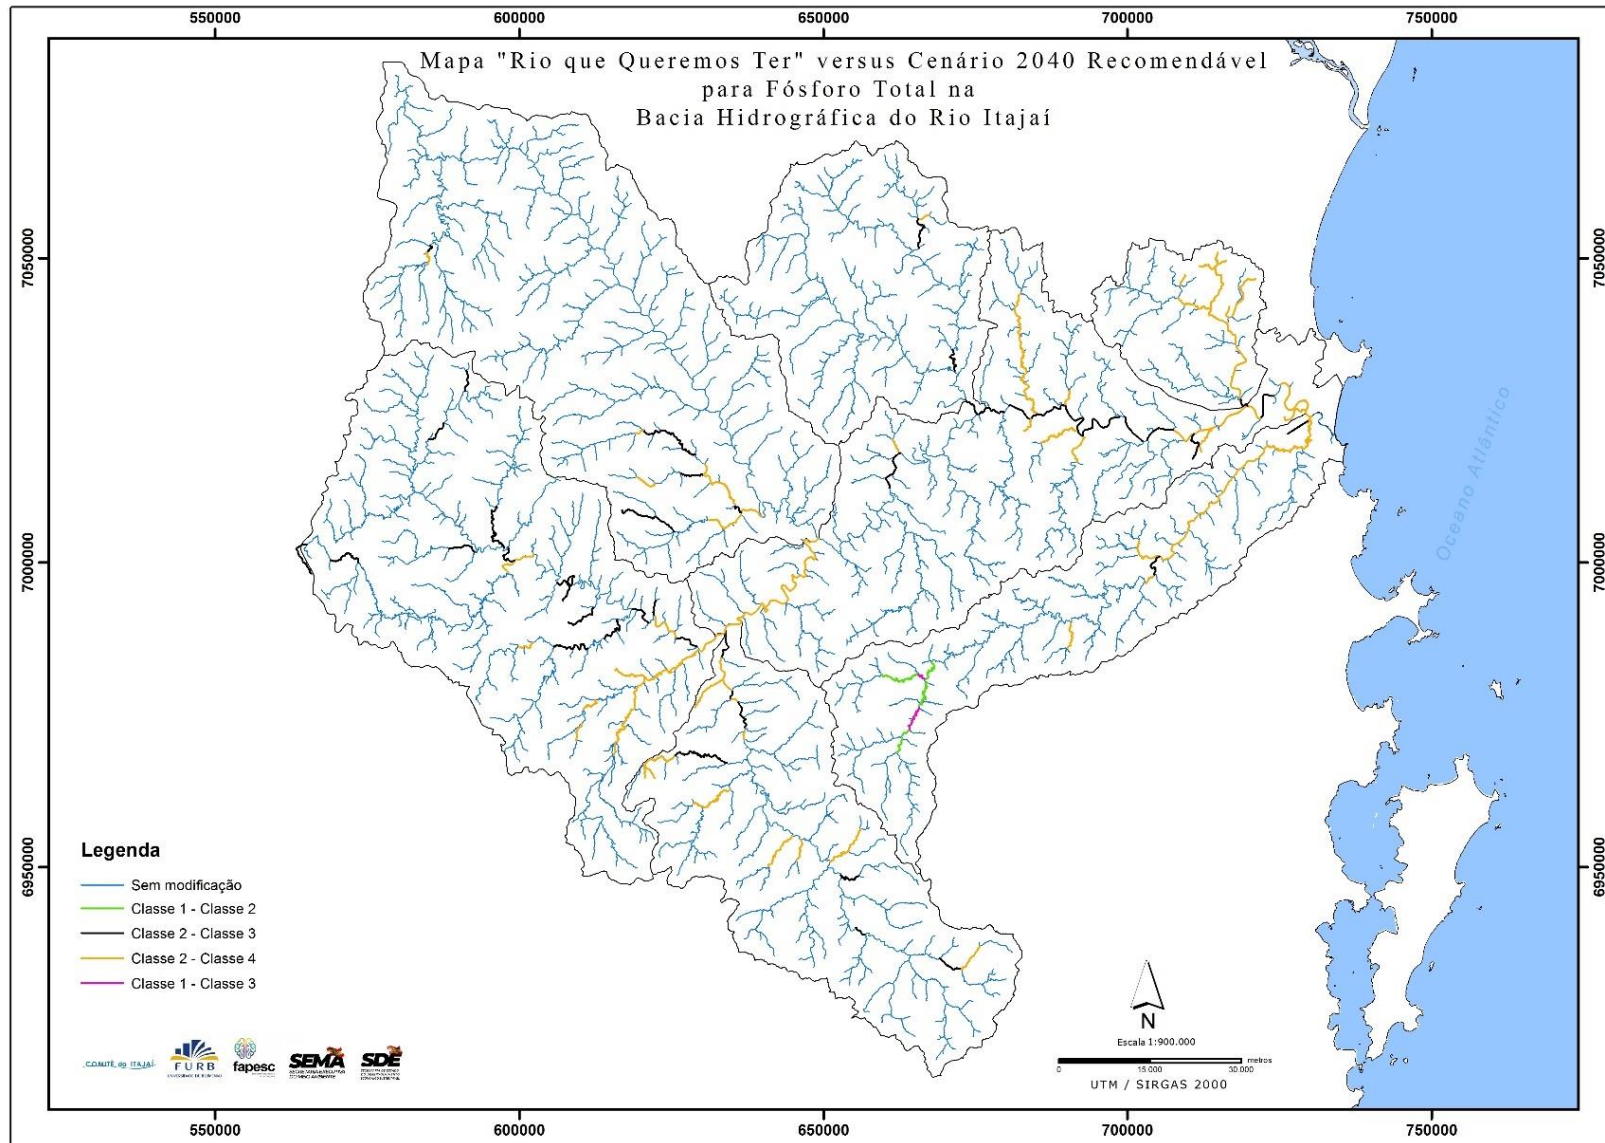 550000 600000 650000 700000 750000
Mapa "Rio que Queremos Ter" versus Cenário 2040 Recomendável
para Fósforo Total na
Bacia Hidrográfica do Rio Itajaí
7050000 7050000
Oceano Atlântico
7000000 7000000
6950000 6950000
Legenda
Sem modificação
Classe 1 - Classe 2
Classe 2 - Classe 3
Classe 2 - Classe 4
Classe 1 - Classe 3
COMITÊ do ITAJAÍ
FURB
fapesc
SEMA
SDE
N
Escala 1:900.000
metros
0 15.000 30.000
UTM / SIRGAS 2000
550000 600000 650000 700000 750000